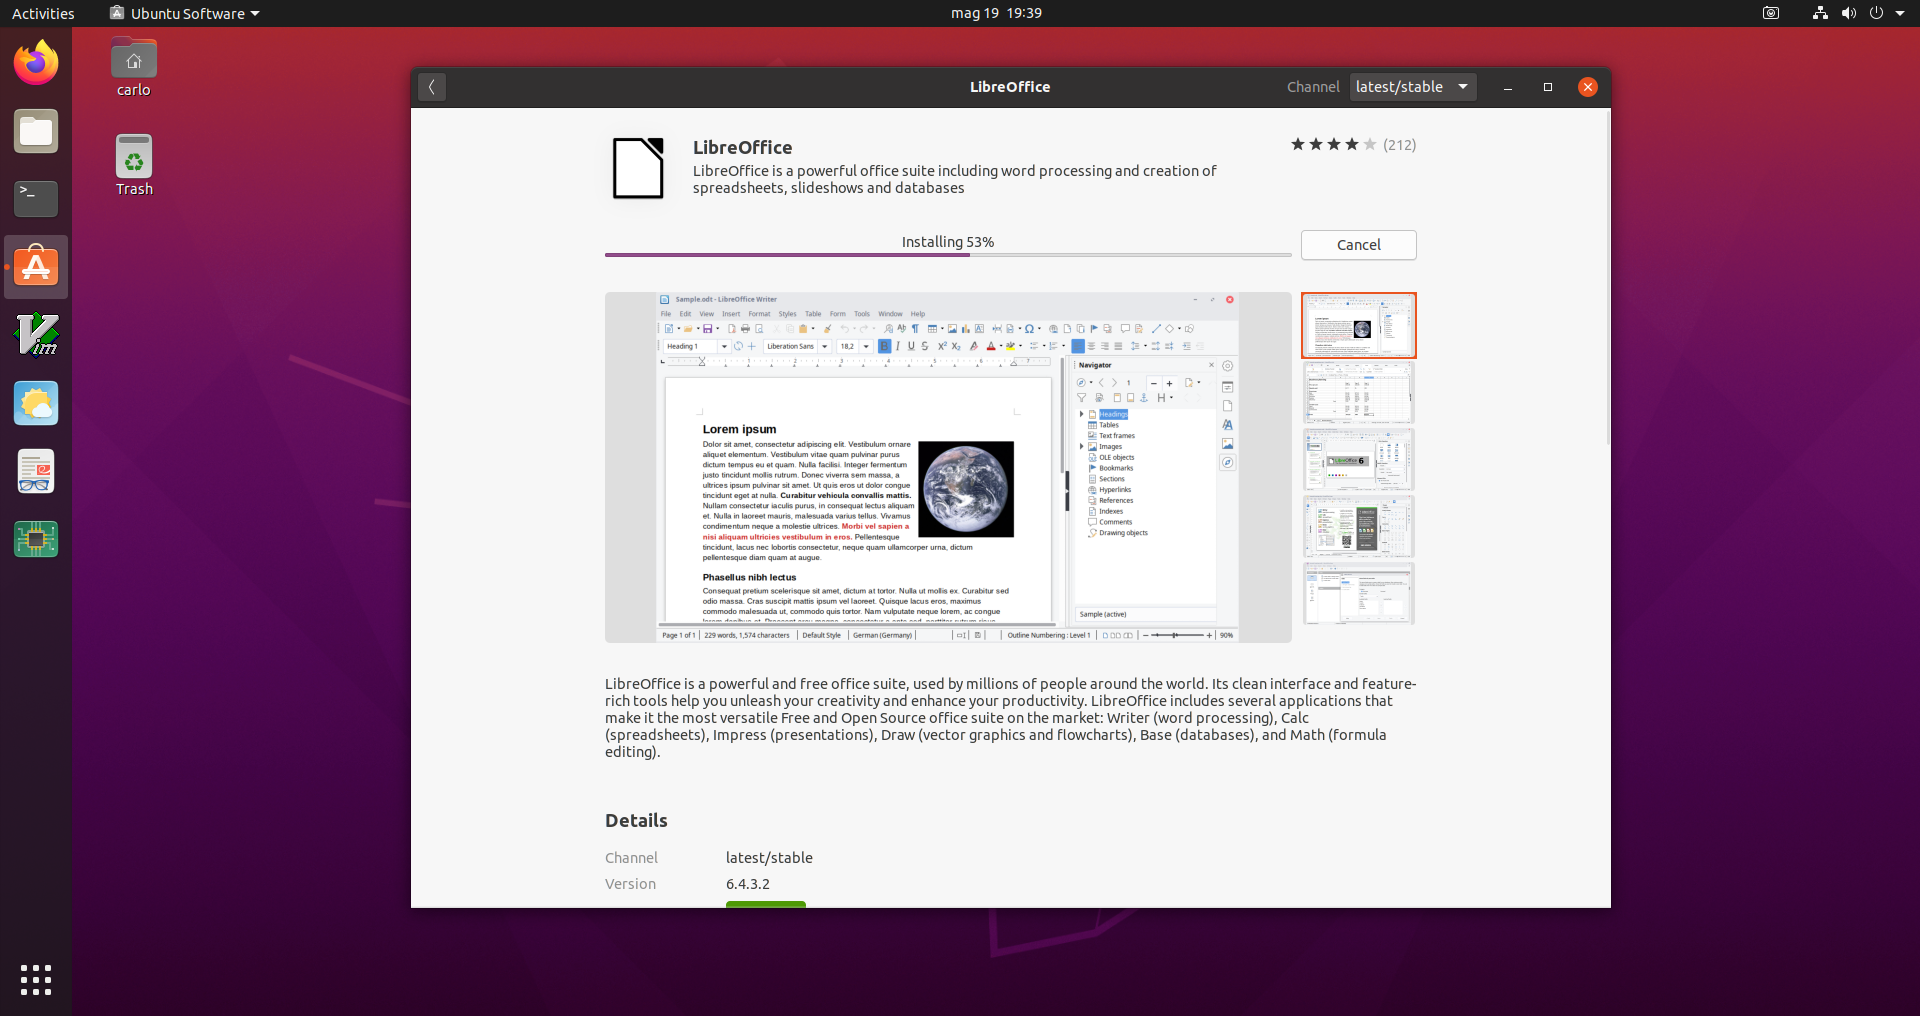 Activities
Ubuntu Software
mag 19 19:39
carlo
Trash
>_
Vim
LibreOffice
Channel
latest/stable
LibreOffice
LibreOffice is a powerful office suite including word processing and creation of
spreadsheets, slideshows and databases
(212)
Installing 53%
Cancel
Sample.odt - LibreOffice Writer
File Edit View Insert Format Styles Table Form Tools Window Help
Heading 1
Liberation Sans
18,2
Navigator
1
Headings
Tables
Text frames
Images
OLE objects
Bookmarks
Sections
Hyperlinks
References
Indexes
Comments
Drawing objects
Sample (active)
Lorem ipsum
Dolor sit amet, consectetur adipiscing elit. Vestibulum ornare
aliquet elementum. Vestibulum vitae quam pulvinar purus
dictum tempus eu et quam. Nulla facilisi. Integer fermentum
justo tincidunt mollis rutrum. Donec viverra sem massa, a
ultrices ipsum pulvinar sit amet. Ut quis eros ut dolor congue
tincidunt eget at nulla. Curabitur vehicula convallis mattis.
Nullam consectetur iaculis purus, in consequat lectus aliquam
et. Nulla in laoreet mauris, malesuada varius tellus. Vivamus
condimentum neque a molestie ultrices. Morbi vel sapien a
nisi aliquam ultricies vestibulum in eros. Pellentesque
tincidunt, lacus nec lobortis consectetur, neque quam ullamcorper urna, dictum
pellentesque diam quam at augue.
Phasellus nibh lectus
Consequat pretium scelerisque sit amet, dictum at tortor. Nulla ut mollis ex. Curabitur sed
odio massa. Cras suscipit mattis ipsum vel laoreet. Quisque lacus eros, maximus
commodo malesuada ut, commodo quis tortor. Nam vulputate neque lorem, ac congue
Page 1 of 1
229 words, 1,574 characters
Default Style
German (Germany)
Outline Numbering : Level 1
90%
LibreOffice 6
LibreOffice is a powerful and free office suite, used by millions of people around the world. Its clean interface and feature-
rich tools help you unleash your creativity and enhance your productivity. LibreOffice includes several applications that
make it the most versatile Free and Open Source office suite on the market: Writer (word processing), Calc
(spreadsheets), Impress (presentations), Draw (vector graphics and flowcharts), Base (databases), and Math (formula
editing).
Details
Channel latest/stable
Version 6.4.3.2